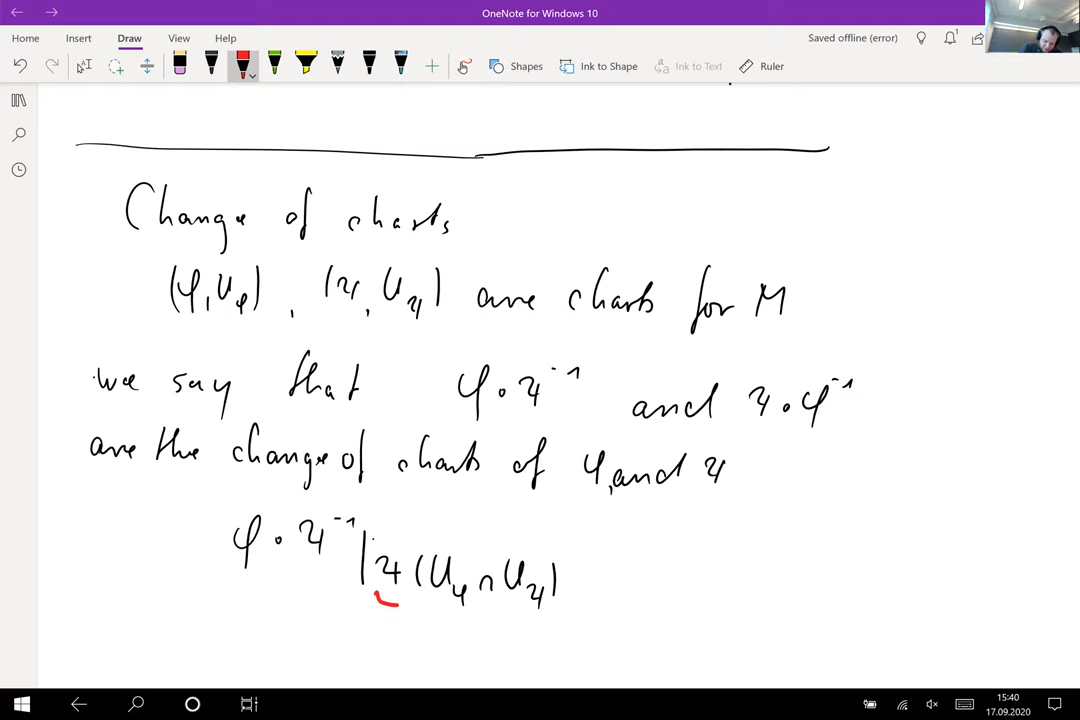 OneNote for Windows 10
Home Insert Draw View Help Saved offline (error)
Shapes Ink to Shape Ink to Text Ruler
Change of charts
(φ, U_φ), (ψ, U_ψ) are charts for M
we say that φ∘ψ⁻¹ and ψ∘φ⁻¹
are the change of charts of φ, and ψ
φ∘ψ⁻¹|ψ(U_φ ∩ U_ψ)
15:40
17.09.2020